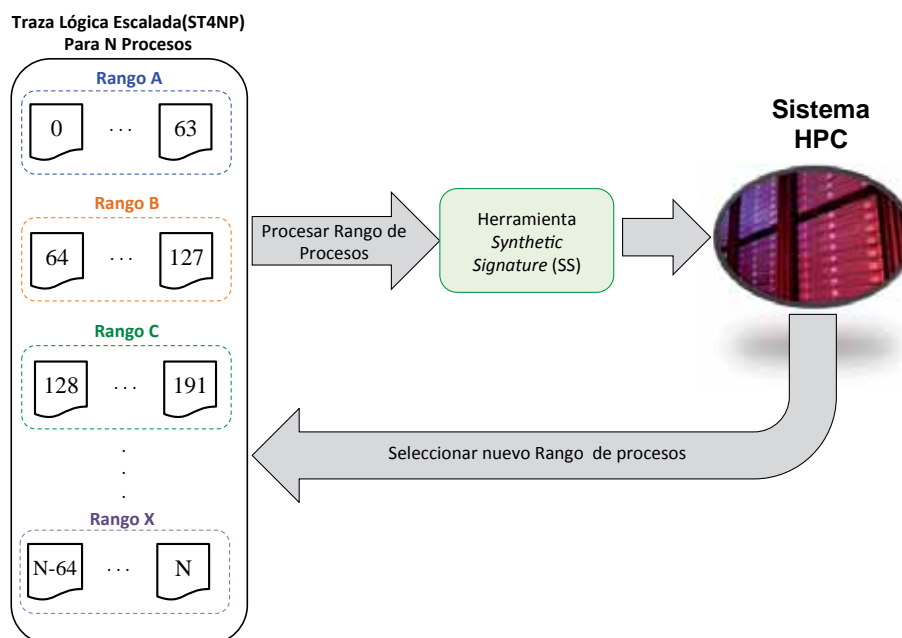 Traza Lógica Escalada(ST4NP)
Para N Procesos
Rango A
0 · · · 63
Rango B
64 · · · 127
Rango C
128 · · · 191
.
.
.
Rango X
N-64 · · · N
Procesar Rango de
Procesos
Herramienta
Synthetic
Signature (SS)
Sistema
HPC
Seleccionar nuevo Rango de procesos